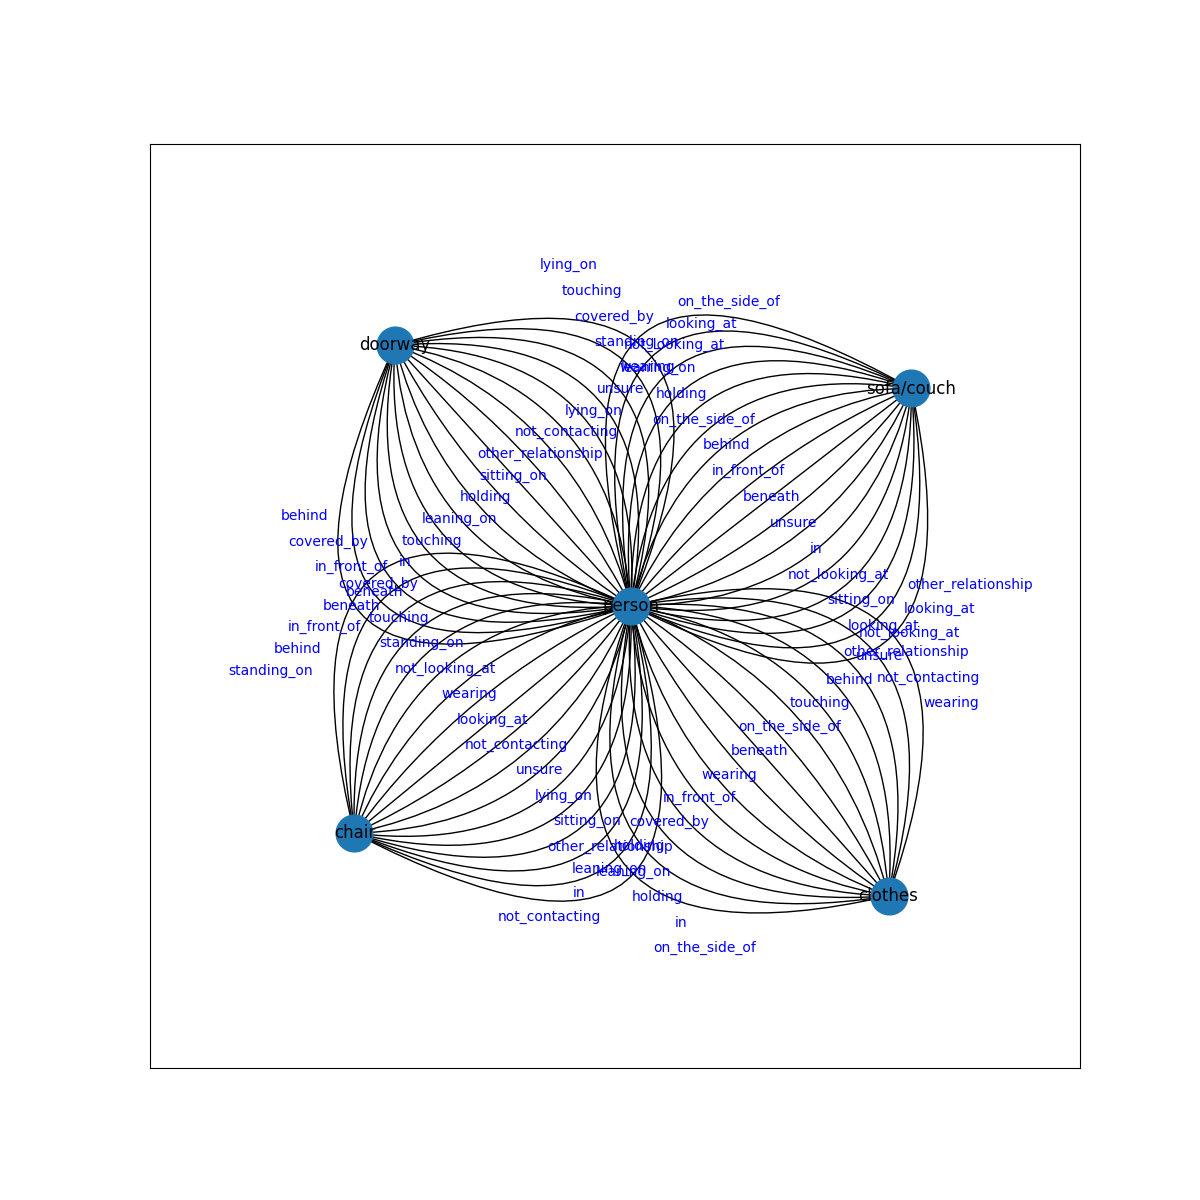 lying_on
touching
on_the_side_of
covered_by
looking_at
standing_on
not_looking_at
doorway
wearing
leaning_on
sofa/couch
unsure
holding
lying_on
on_the_side_of
not_contacting
behind
other_relationship
in_front_of
sitting_on
beneath
holding
behind
leaning_on
unsure
covered_by
touching
in
in_front_of
in
not_looking_at
covered_by
other_relationship
beneath
sitting_on
beneath
person
looking_at
touching
in_front_of
looking_at
not_looking_at
standing_on
behind
other_relationship
unsure
standing_on
not_looking_at
behind
not_contacting
wearing
touching
wearing
looking_at
on_the_side_of
not_contacting
beneath
unsure
wearing
lying_on
in_front_of
sitting_on
covered_by
chair
other_relationship
holding
leaning_on
leaning_on
in
holding
clothes
not_contacting
in
on_the_side_of